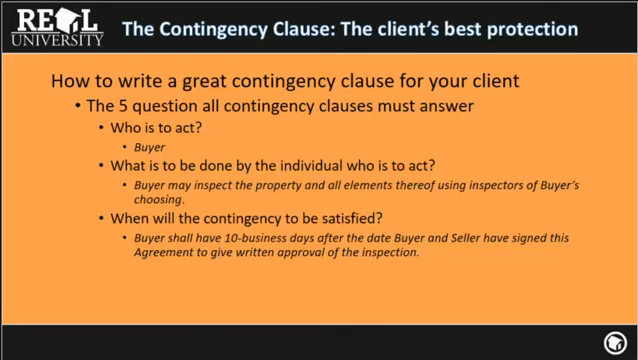 REAL
UNIVERSITY
The Contingency Clause: The client's best protection
How to write a great contingency clause for your client
• The 5 question all contingency clauses must answer
• Who is to act?
• Buyer
• What is to be done by the individual who is to act?
• Buyer may inspect the property and all elements thereof using inspectors of Buyer's
choosing.
• When will the contingency to be satisfied?
• Buyer shall have 10-business days after the date Buyer and Seller have signed this
Agreement to give written approval of the inspection.